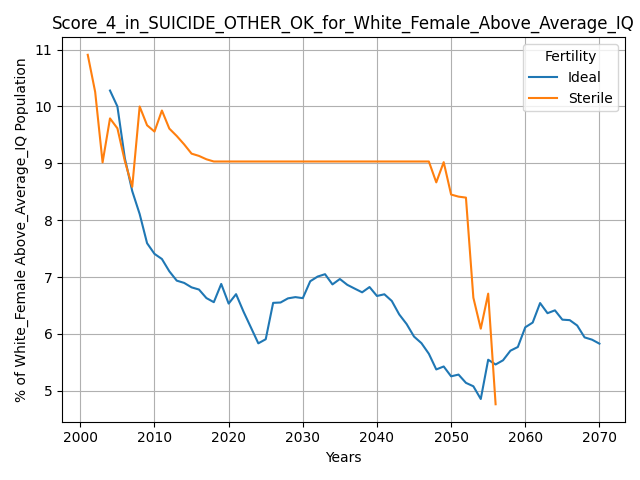 Score_4_in_SUICIDE_OTHER_OK_for_White_Female_Above_Average_IQ
% of White_Female Above_Average_IQ Population
11
10
9
8
7
6
5
Fertility
Ideal
Sterile
2000 2010 2020 2030 2040 2050 2060 2070
Years